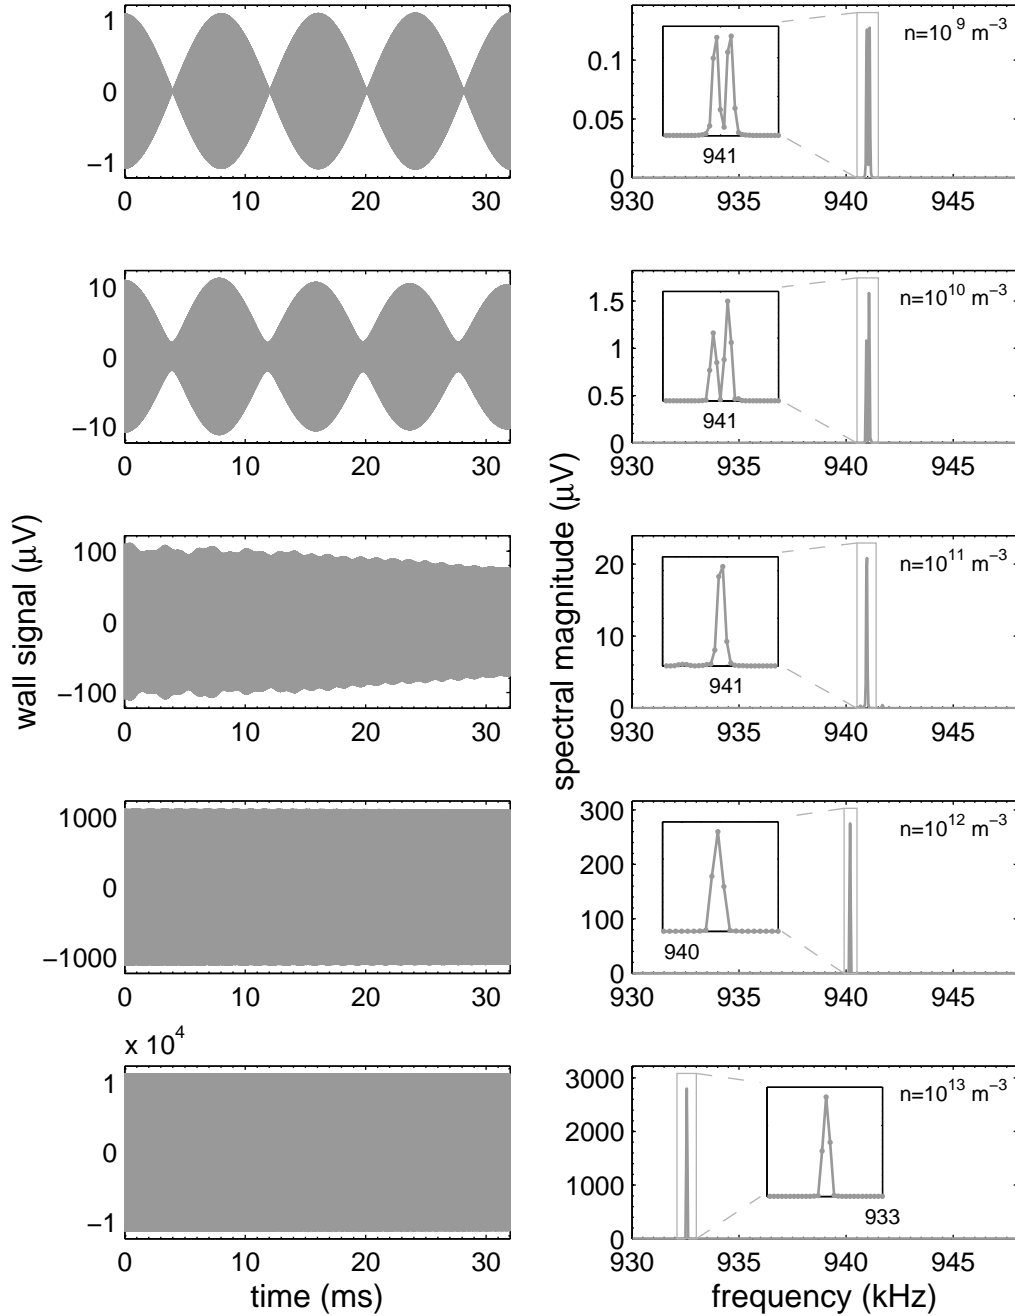 1
0
−1
0 10 20 30
0.1
0.05
0
930 935 940 945
n=10^9 m^−3
941
10
0
−10
0 10 20 30
1.5
1
0.5
0
930 935 940 945
n=10^10 m^−3
941
100
0
−100
0 10 20 30
20
10
0
930 935 940 945
n=10^11 m^−3
941
wall signal (μV)
spectral magnitude (μV)
1000
0
−1000
0 10 20 30
300
200
100
0
930 935 940 945
n=10^12 m^−3
940
x 10^4
1
0
−1
0 10 20 30
time (ms)
3000
2000
1000
0
930 935 940 945
n=10^13 m^−3
933
frequency (kHz)